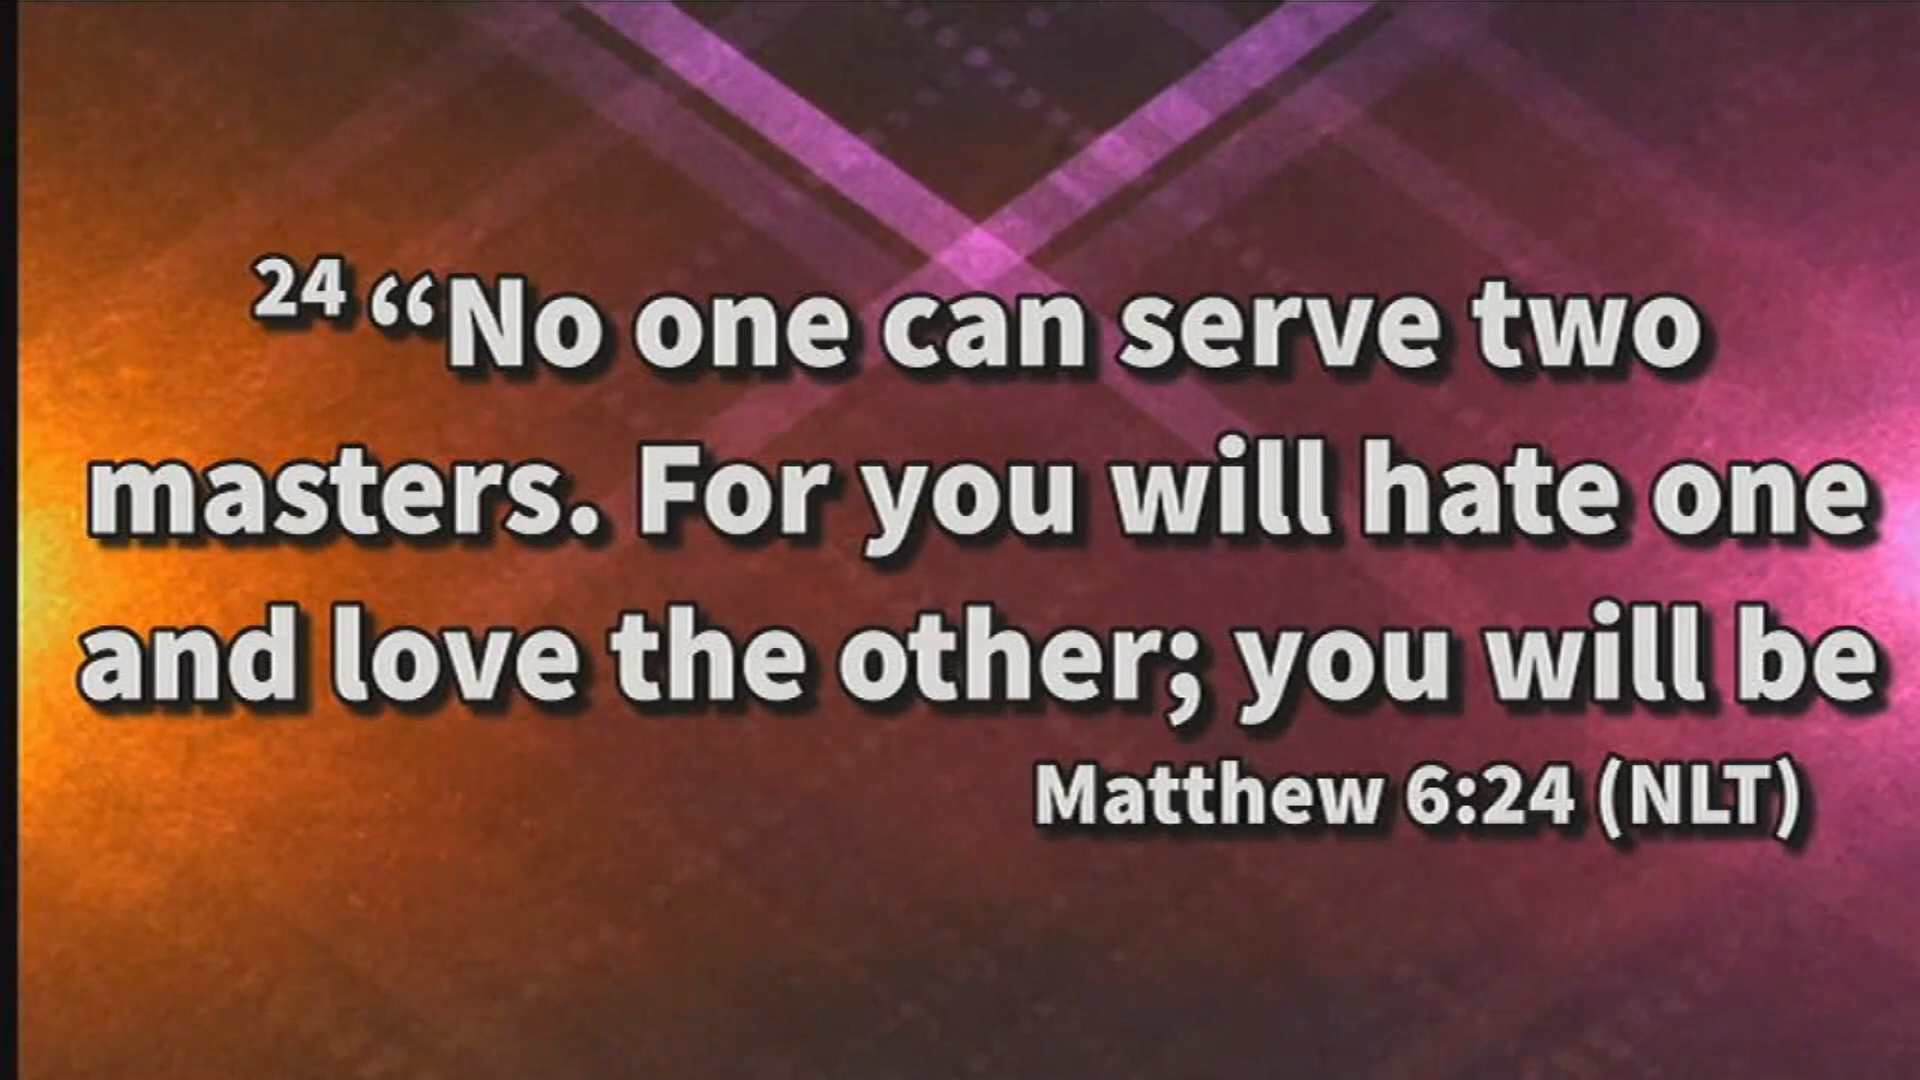 24 “No one can serve two
masters. For you will hate one
and love the other; you will be
Matthew 6:24 (NLT)